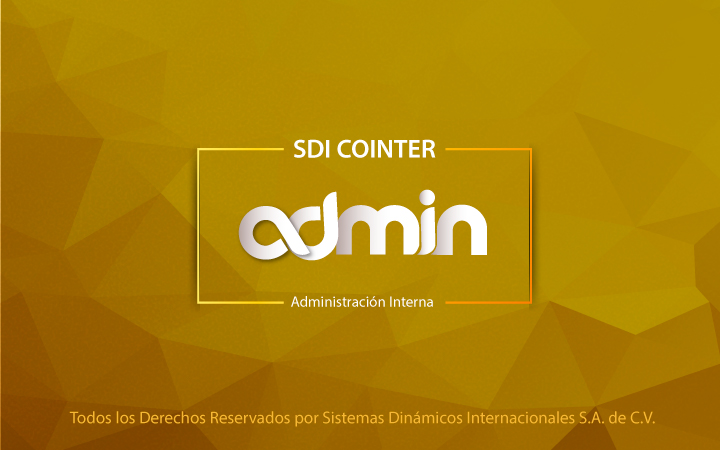 SDI COINTER
admin
Administración Interna
Todos los Derechos Reservados por Sistemas Dinámicos Internacionales S.A. de C.V.